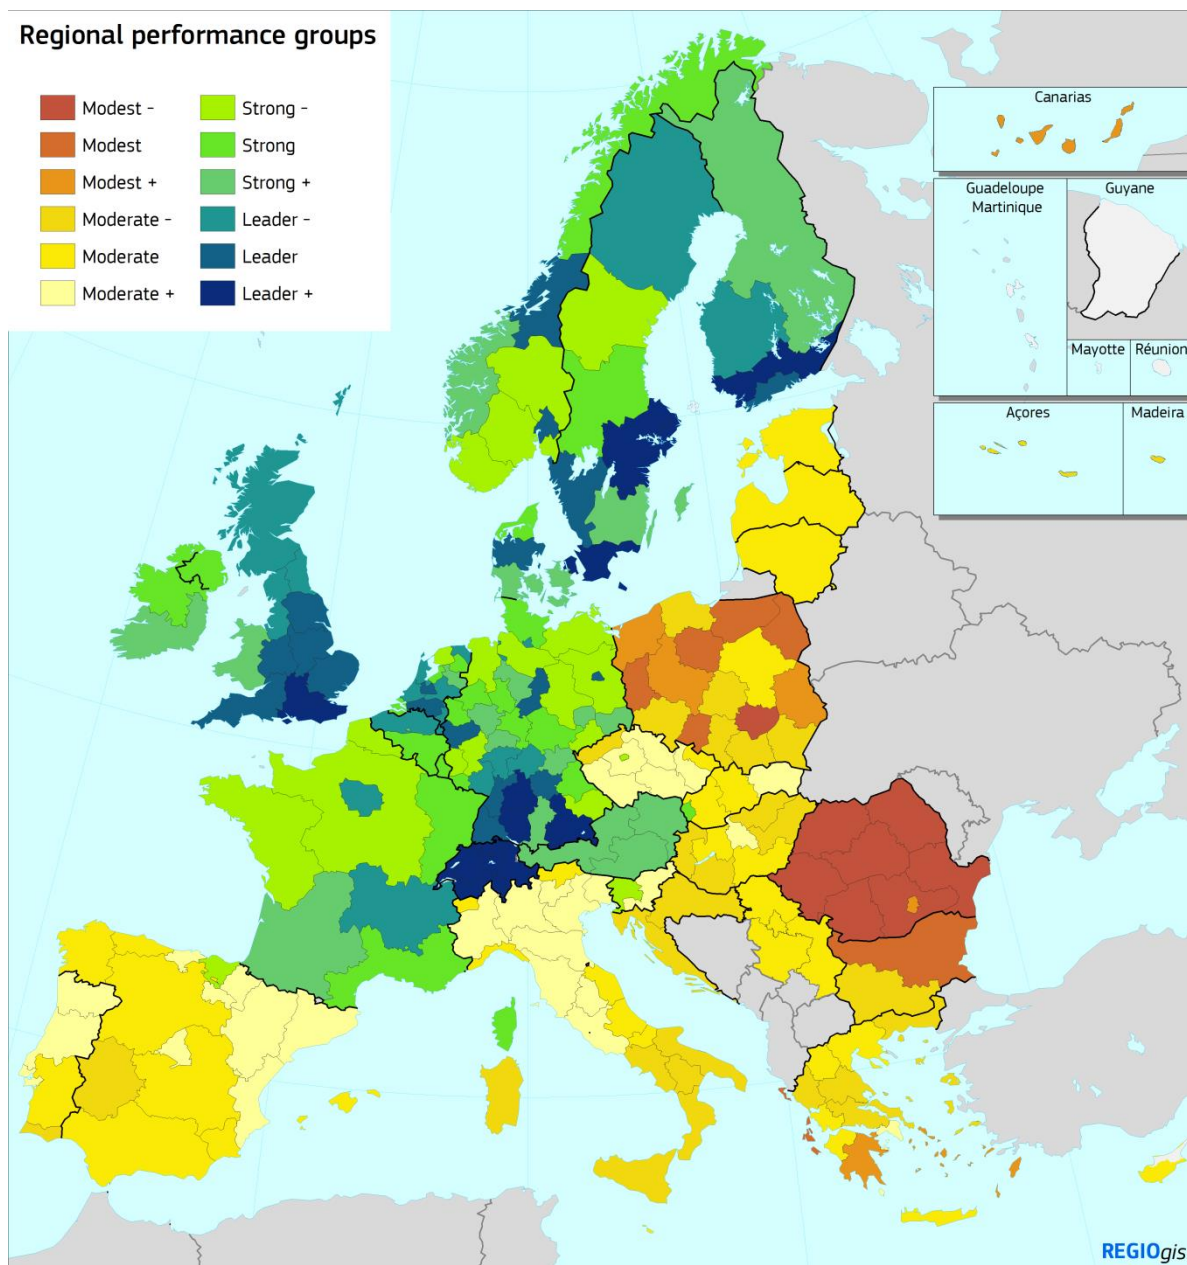 Regional performance groups
Modest -
Modest
Modest +
Moderate -
Moderate
Moderate +
Strong -
Strong
Strong +
Leader -
Leader
Leader +
Canarias
Guadeloupe
Martinique
Guyane
Mayotte
Réunion
Açores
Madeira
REGIOgis